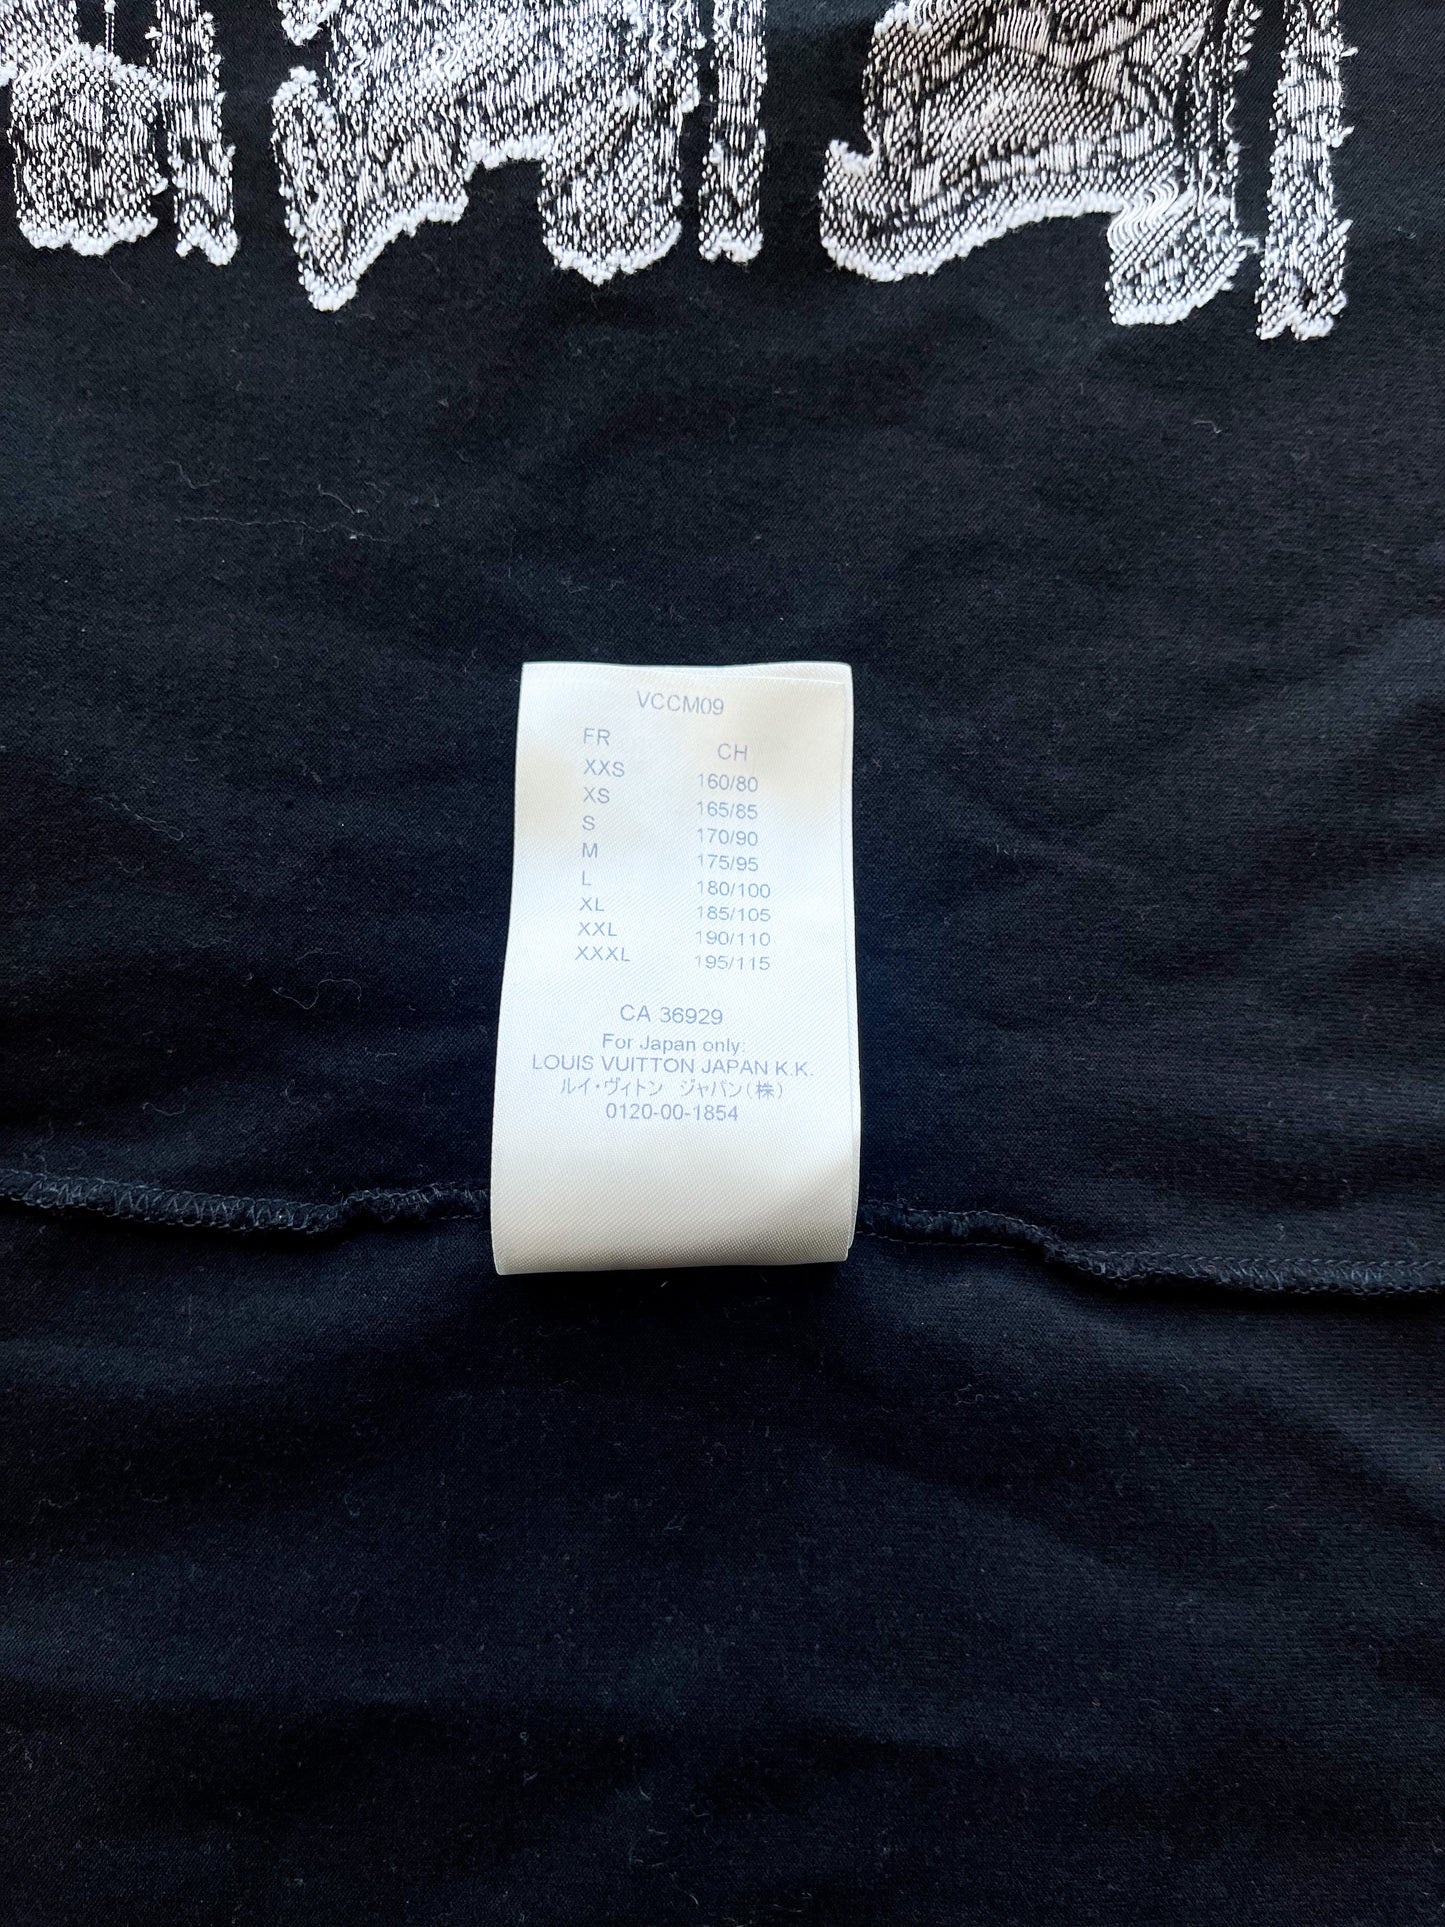 VCCM09
FR CH
XXS 160/80
XS 165/85
S 170/90
M 175/95
L 180/100
XL 185/105
XXL 190/110
XXXL 195/115
CA 36929
For Japan only:
LOUIS VUITTON JAPAN K.K.
ルイ・ヴィトン ジャパン(株)
0120-00-1854